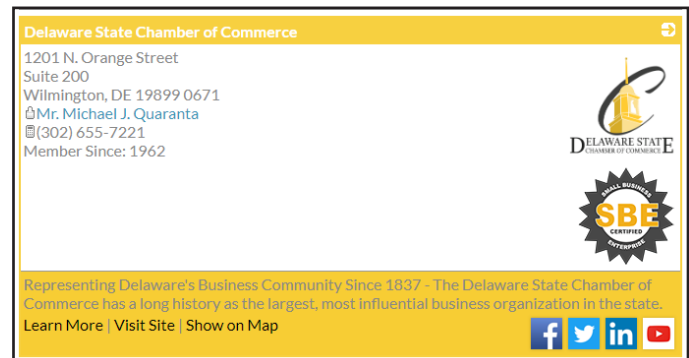 Delaware State Chamber of Commerce
1201 N. Orange Street
Suite 200
Wilmington, DE 19899 0671
Mr. Michael J. Quaranta
(302) 655-7221
Member Since: 1962
DELAWARE STATE
CHAMBER OF COMMERCE
SMALL BUSINESS
SBE
CERTIFIED
ENTERPRISE
Representing Delaware's Business Community Since 1837 - The Delaware State Chamber of
Commerce has a long history as the largest, most influential business organization in the state.
Learn More | Visit Site | Show on Map
f
in